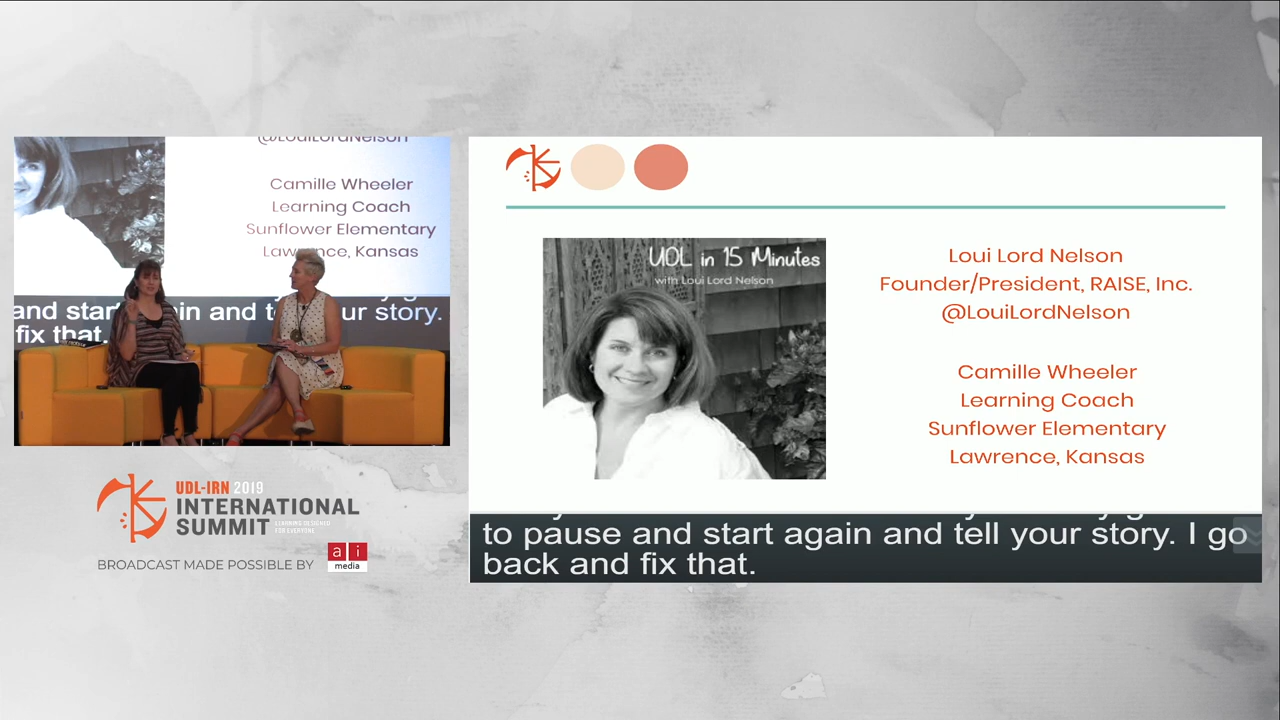 @LouiLordNelson
Camille Wheeler
Learning Coach
Sunflower Elementary
Lawrence, Kansas
and start again and tell your story.
fix that.
UDL in 15 Minutes
with Loui Lord Nelson
Loui Lord Nelson
Founder/President, RAISE, Inc.
@LouiLordNelson
Camille Wheeler
Learning Coach
Sunflower Elementary
Lawrence, Kansas
to pause and start again and tell your story. I go
back and fix that.
UDL-IRN 2019
INTERNATIONAL
SUMMIT
LEARNING DESIGNED
FOR EVERYONE
BROADCAST MADE POSSIBLE BY
ai
media